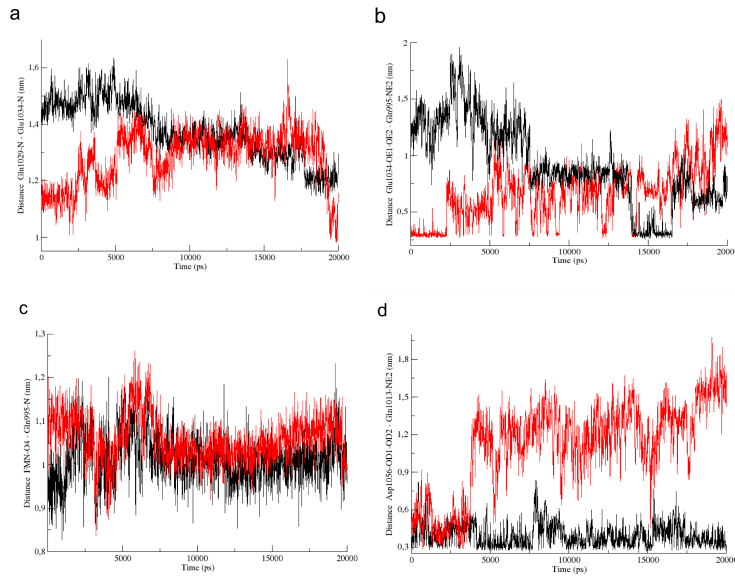 a
Distance Gln1029-N - Glu1034-N (nm)
1,6
1,4
1,2
1
0 5000 10000 15000 20000
Time (ps)
b
Distance Glu1034-OE1-OE2 - Gln995-NE2 (nm)
2
1,5
1
0,5
0 5000 10000 15000 20000
Time (ps)
c
Distance FMN-O4 - Gln995-N (nm)
1,3
1,2
1,1
1
0,9
0,8
0 5000 10000 15000 20000
Time (ps)
d
Distance Asp1056-OD1-OD2 - Gln1013-NE2 (nm)
1,8
1,5
1,2
0,9
0,6
0,3
0 5000 10000 15000 20000
Time (ps)